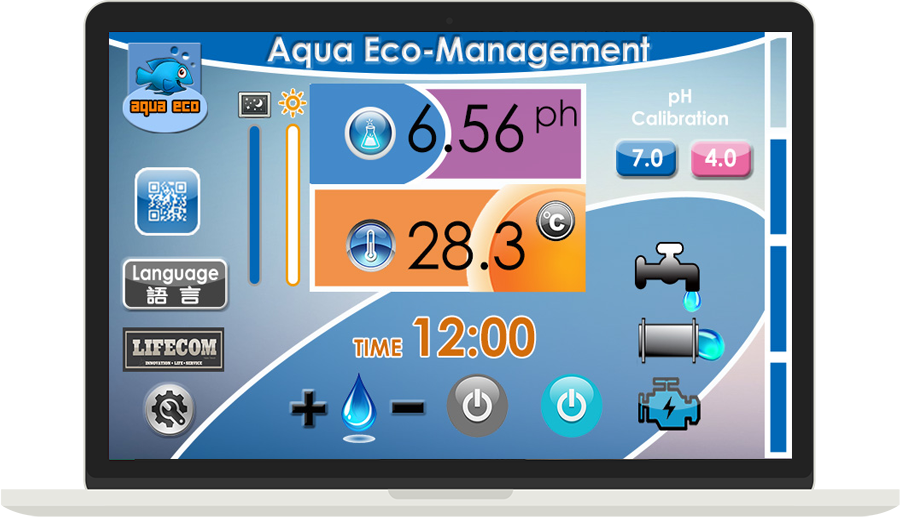 Aqua Eco-Management
aqua eco
6.56 ph
pH
Calibration
7.0 4.0
°C
28.3
Language
語 言
LIFECOM
INNOVATION · LIFE · SERVICE
TIME 12:00